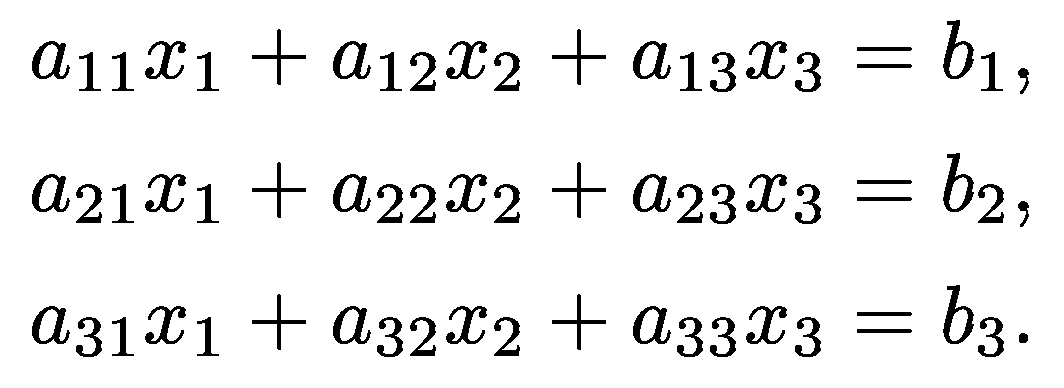 a₁₁x₁ + a₁₂x₂ + a₁₃x₃ = b₁,
a₂₁x₁ + a₂₂x₂ + a₂₃x₃ = b₂,
a₃₁x₁ + a₃₂x₂ + a₃₃x₃ = b₃.